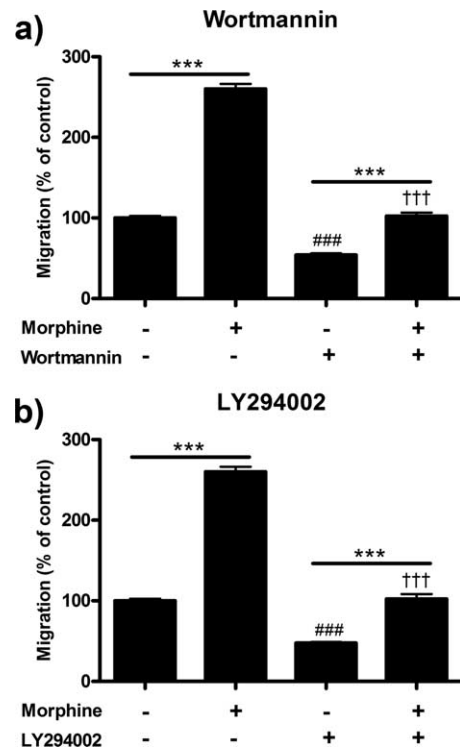 a)
Wortmannin
Migration (% of control)
300
200
100
0
***
***
###
†††
Morphine - + - +
Wortmannin - - + +
b)
LY294002
Migration (% of control)
300
200
100
0
***
***
###
†††
Morphine - + - +
LY294002 - - + +